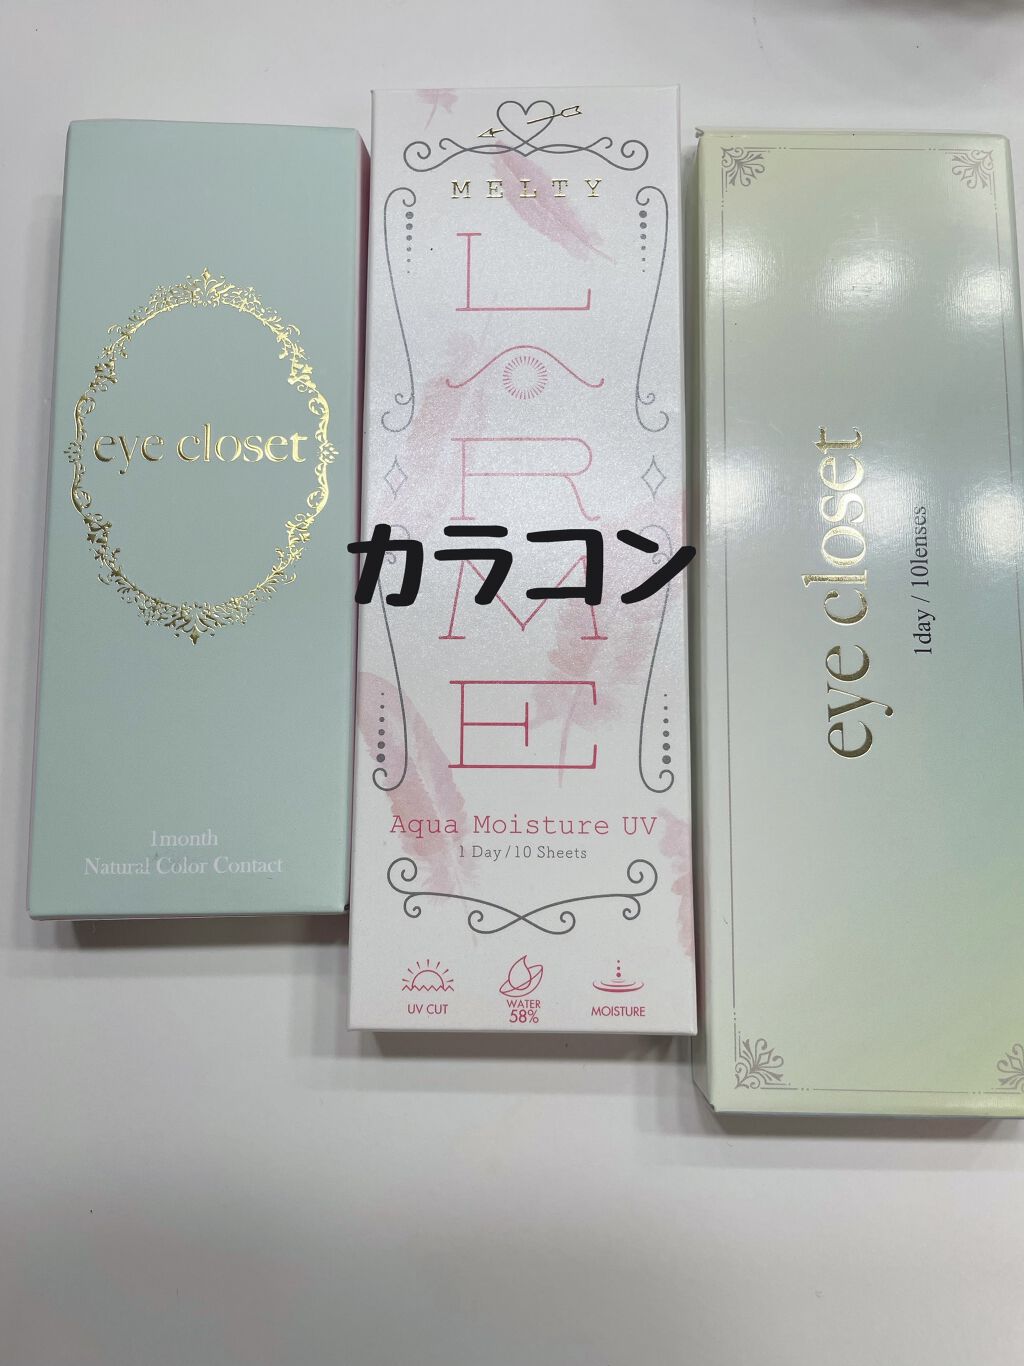 eye closet
1month
Natural Color Contact
MELTY
LARME
Aqua Moisture UV
1 Day/10 Sheets
UV CUT
WATER
58%
MOISTURE
eye closet
1day / 10lenses
カラコン